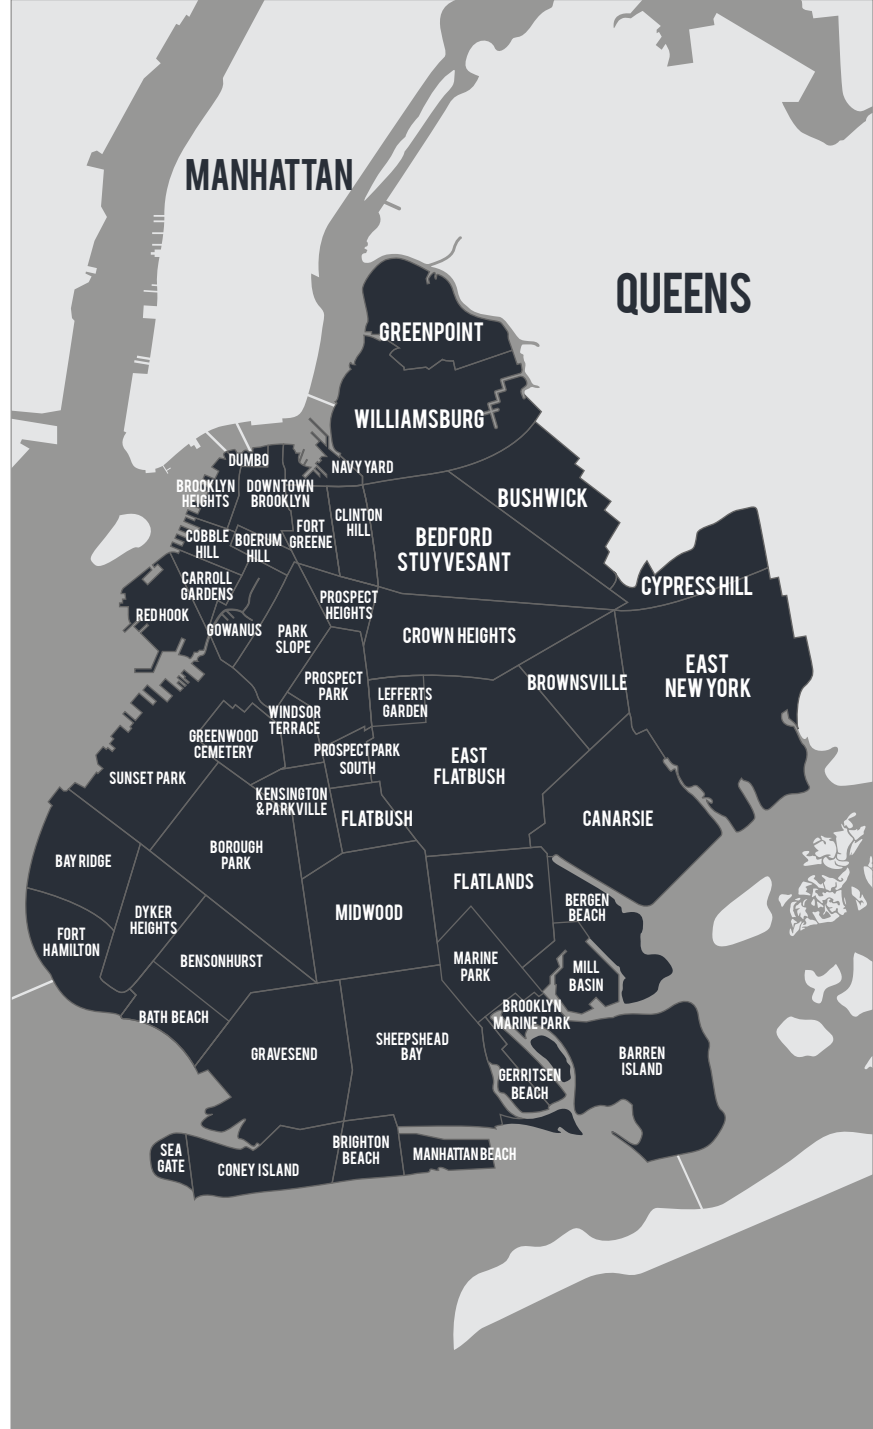 MANHATTAN
QUEENS
GREENPOINT
WILLIAMSBURG
DUMBO
NAVY YARD
BROOKLYN
HEIGHTS
DOWNTOWN
BROOKLYN
BUSHWICK
CLINTON
HILL
FORT
GREENE
COBBLE
HILL
BOERUM
HILL
BEDFORD
STUYVESANT
CARROLL
GARDENS
CYPRESS HILL
RED HOOK
PROSPECT
HEIGHTS
GOWANUS
PARK
SLOPE
CROWN HEIGHTS
EAST
NEW YORK
BROWNSVILLE
PROSPECT
PARK
LEFFERTS
GARDEN
WINDSOR
TERRACE
GREENWOOD
CEMETERY
PROSPECT PARK
SOUTH
EAST
FLATBUSH
SUNSET PARK
KENSINGTON
& PARKVILLE
FLATBUSH
CANARSIE
BAY RIDGE
BOROUGH
PARK
FLATLANDS
MIDWOOD
BERGEN
BEACH
DYKER
HEIGHTS
FORT
HAMILTON
BENSONHURST
MARINE
PARK
MILL
BASIN
BATH BEACH
BROOKLYN
MARINE PARK
GRAVESEND
SHEEPSHEAD
BAY
BARREN
ISLAND
GERRITSEN
BEACH
SEA
GATE
CONEY ISLAND
BRIGHTON
BEACH
MANHATTAN BEACH